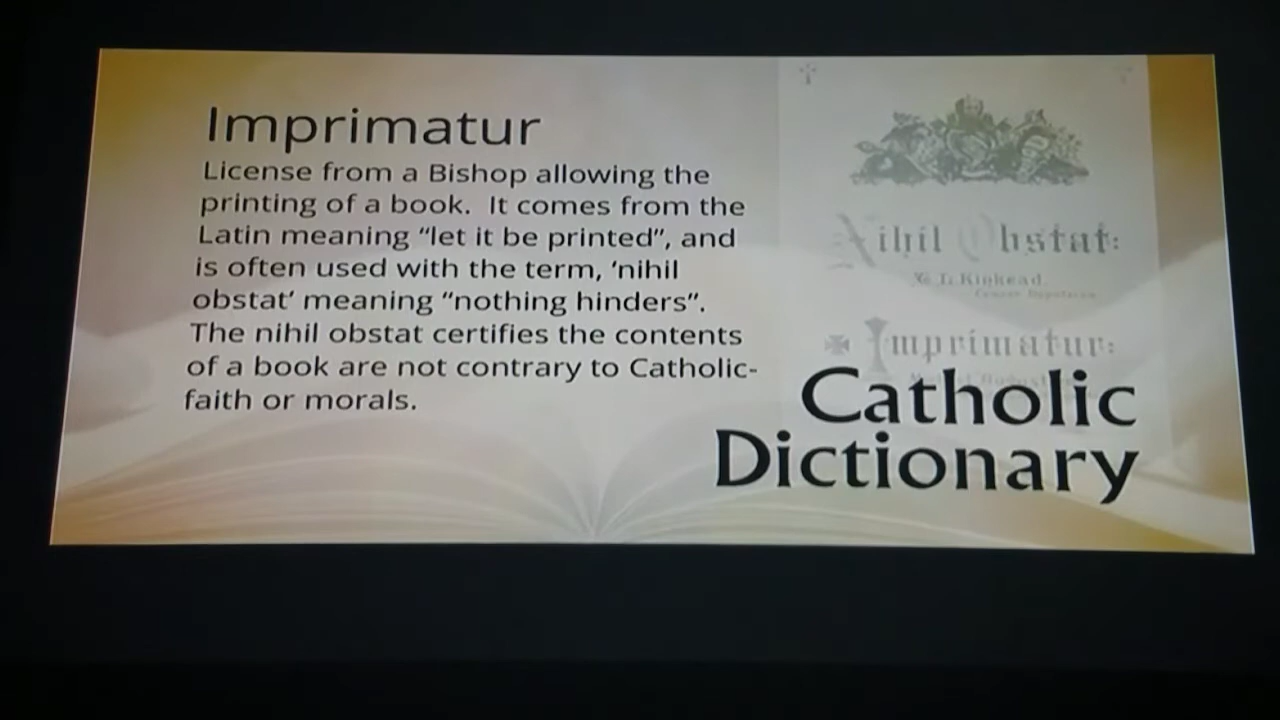 Imprimatur
License from a Bishop allowing the
printing of a book.  It comes from the
Latin meaning “let it be printed”, and
is often used with the term, ‘nihil
obstat’ meaning “nothing hinders”.
The nihil obstat certifies the contents
of a book are not contrary to Catholic-
faith or morals.
Nihil Obstat:
Kinkead
Imprimatur:
Catholic
Dictionary